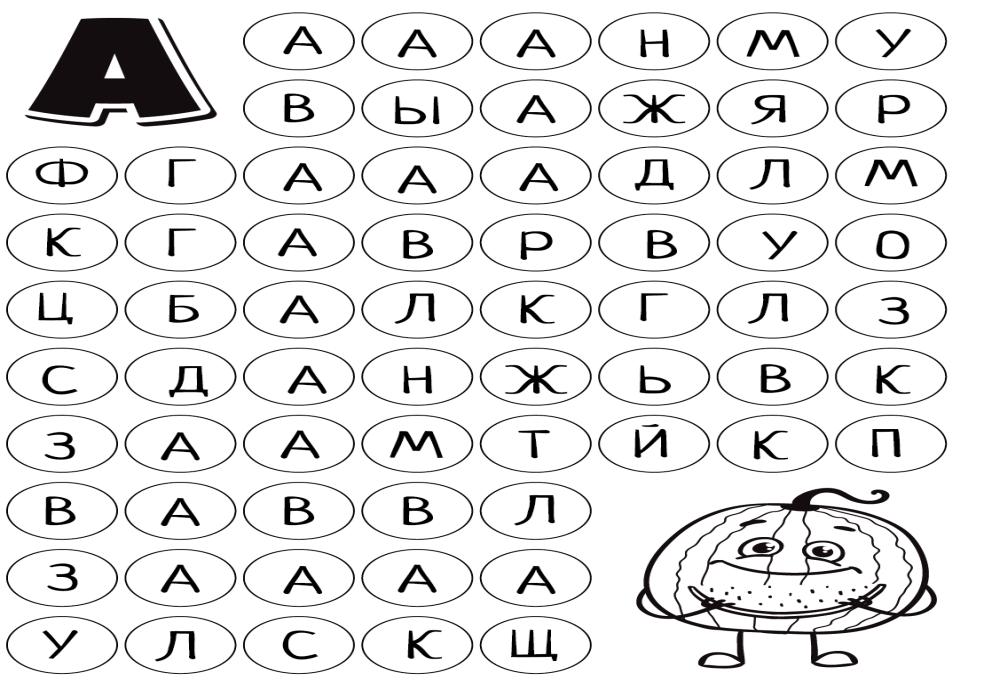 А
А А А Н М У
В Ы А Ж Я Р
Ф Г А А А Д Л М
К Г А В Р В У О
Ц Б А Л К Г Л З
С Д А Н Ж Ь В К
З А А М Т Й К П
В А В В Л
З А А А А
У Л С К Щ